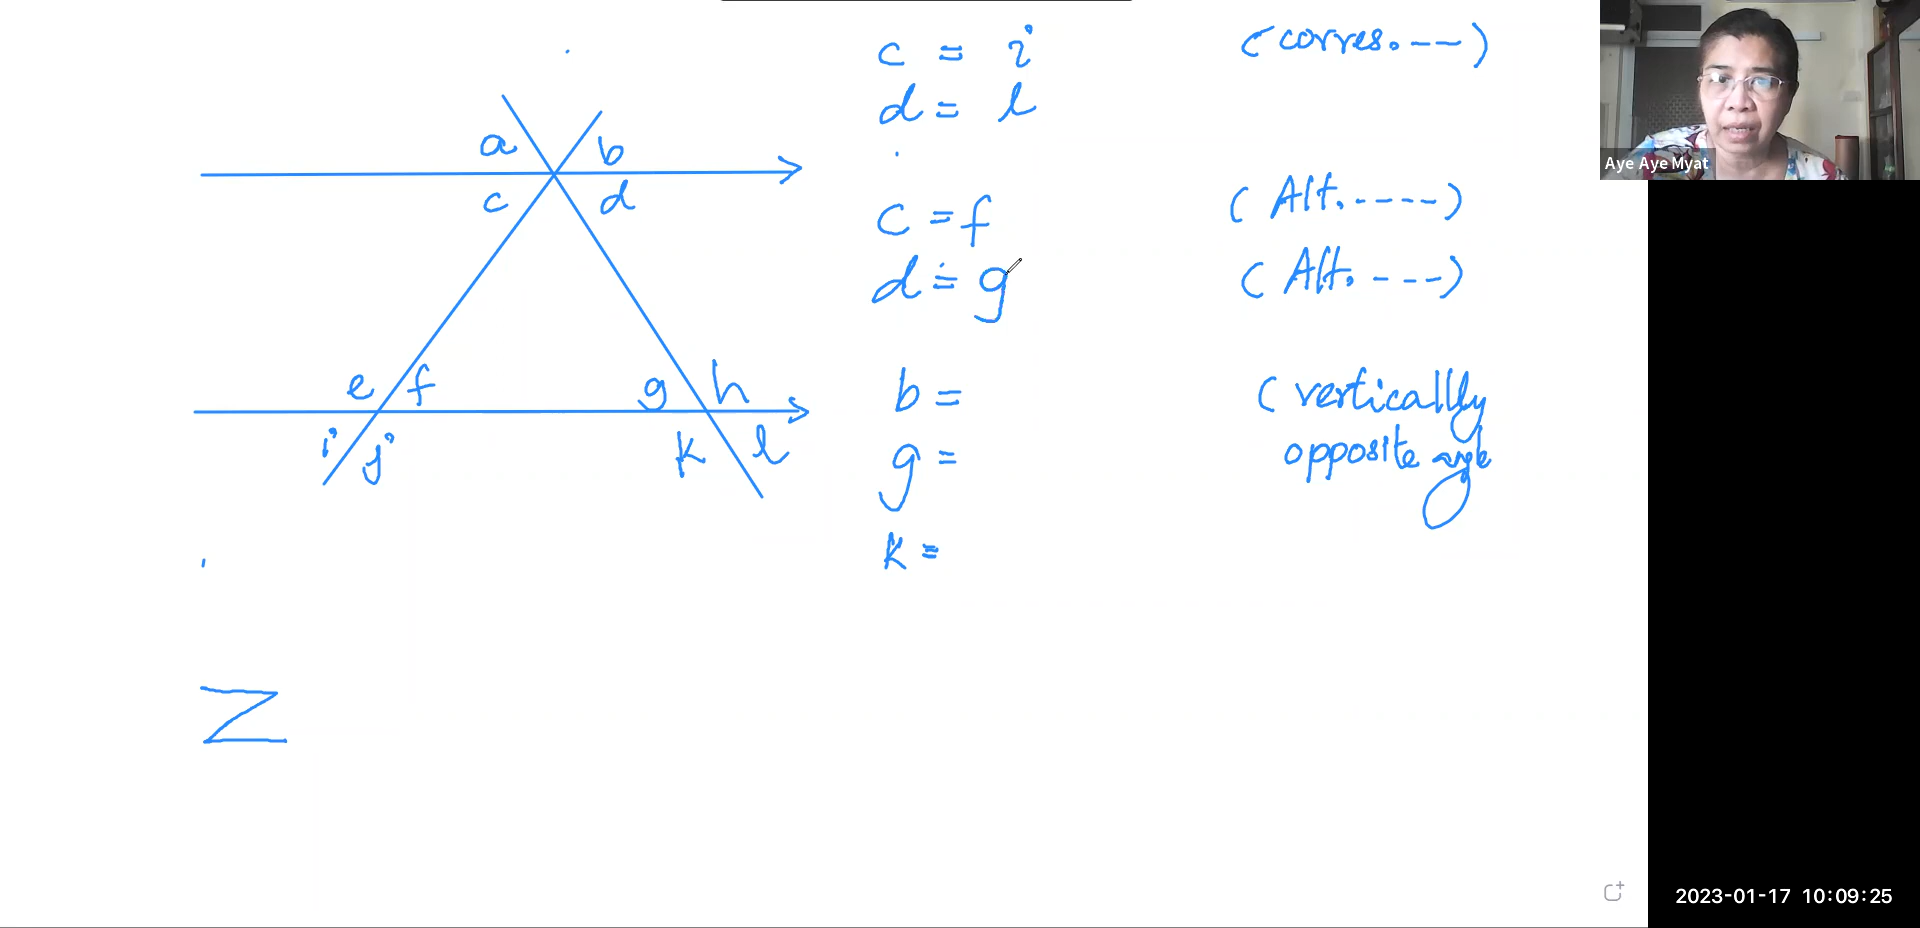 c = i (corres. --)
d = l
a b
c d
c = f (Alt. ----)
d = g (Alt. ---)
e f g h
i j k l
b = (vertically
g = opposite angle
k =
Z
Aye Aye Myat
2023-01-17 10:09:25